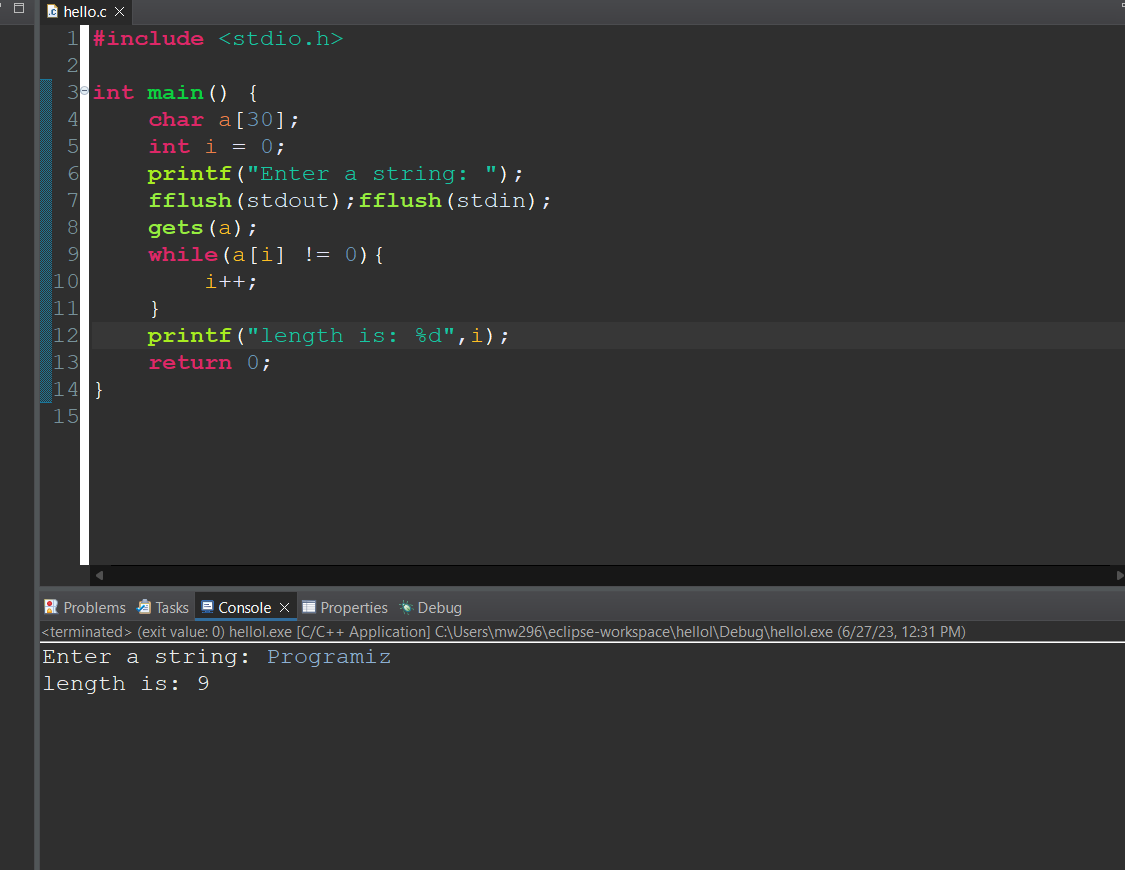 hello.c
1 #include <stdio.h>
2
3 int main() {
4     char a[30];
5     int i = 0;
6     printf("Enter a string: ");
7     fflush(stdout);fflush(stdin);
8     gets(a);
9     while(a[i] != 0){
10         i++;
11     }
12     printf("length is: %d",i);
13     return 0;
14 }
15
Problems Tasks Console Properties Debug
<terminated> (exit value: 0) hellol.exe [C/C++ Application] C:\Users\mw296\eclipse-workspace\hellol\Debug\hellol.exe (6/27/23, 12:31 PM)
Enter a string: Programiz
length is: 9